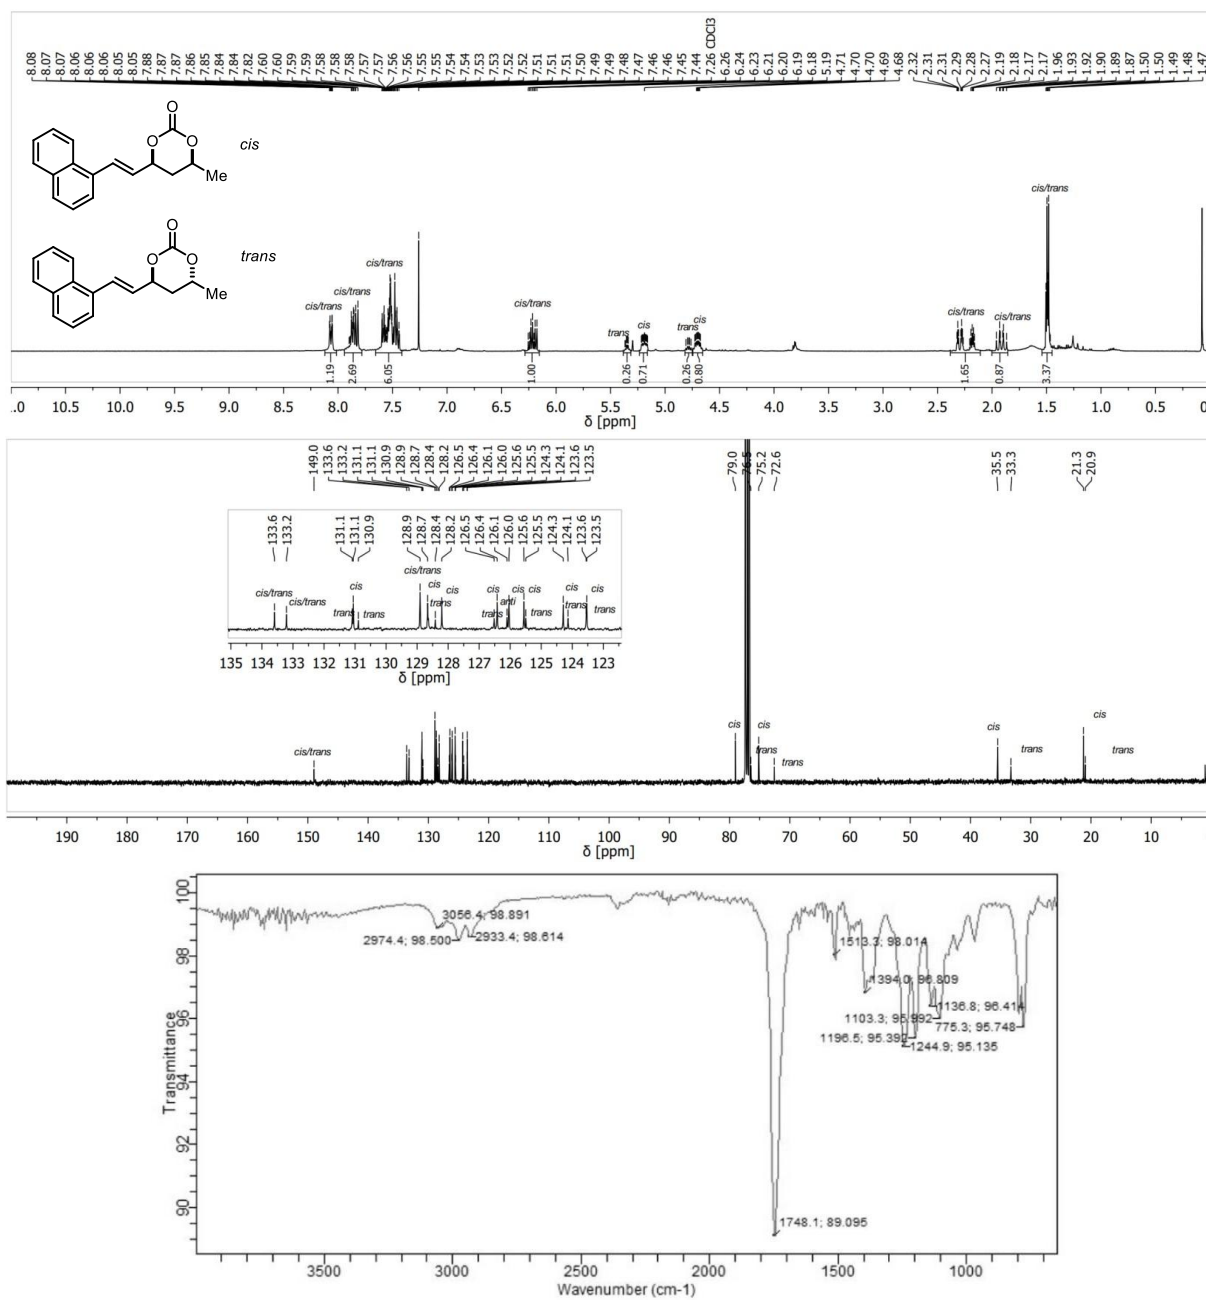 8.08 8.07 8.07 8.06 8.06 8.06 8.05 8.05 7.88 7.87 7.87 7.86 7.85 7.84 7.84 7.82 7.60 7.60 7.59 7.59 7.58 7.58 7.58 7.57 7.57 7.56 7.56 7.55 7.55 7.54 7.54 7.53 7.53 7.52 7.52 7.51 7.51 7.51 7.50 7.49 7.49 7.48 7.47 7.46 7.46 7.45 7.44 7.26 CDCl3 6.26 6.24 6.23 6.21 6.20 6.19 6.18 5.19 4.71 4.70 4.70 4.69 4.68 2.32 2.31 2.31 2.29 2.28 2.27 2.19 2.18 2.17 2.17 1.96 1.93 1.92 1.90 1.89 1.87 1.50 1.50 1.49 1.48 1.47
O
O O cis
Me
O
O O trans
Me
cis/trans cis/trans cis/trans cis/trans trans cis trans cis cis/trans cis/trans cis/trans
1.19 2.69 6.05 1.00 0.26 0.71 0.26 0.80 1.65 0.87 3.37
.0 10.5 10.0 9.5 9.0 8.5 8.0 7.5 7.0 6.5 6.0 5.5 5.0 4.5 4.0 3.5 3.0 2.5 2.0 1.5 1.0 0.5 0
δ [ppm]
149.0 133.6 133.2 131.1 131.1 130.9 128.9 128.7 128.4 128.2 126.5 126.4 126.1 126.0 125.6 125.5 124.3 124.1 123.6 123.5 79.0 76.5 75.2 72.6 35.5 33.3 21.3 20.9
133.6 133.2 131.1 131.1 130.9 128.9 128.7 128.4 128.2 126.5 126.4 126.1 126.0 125.6 125.5 124.3 124.1 123.6 123.5
cis/trans cis/trans trans cis trans cis/trans cis trans cis trans cis anti cis cis trans cis trans cis trans
135 134 133 132 131 130 129 128 127 126 125 124 123
δ [ppm]
cis/trans cis cis trans trans cis trans cis trans
190 180 170 160 150 140 130 120 110 100 90 80 70 60 50 40 30 20 10
δ [ppm]
100
3056.4; 98.891
2974.4; 98.500 2933.4; 98.614
1513.3; 98.014
98
1394.0; 96.809
1136.8; 96.414
1103.3; 95.992
96
775.3; 95.748
1196.5; 95.392
1244.9; 95.135
94
92
90
1748.1; 89.095
Transmittance
3500 3000 2500 2000 1500 1000
Wavenumber (cm-1)